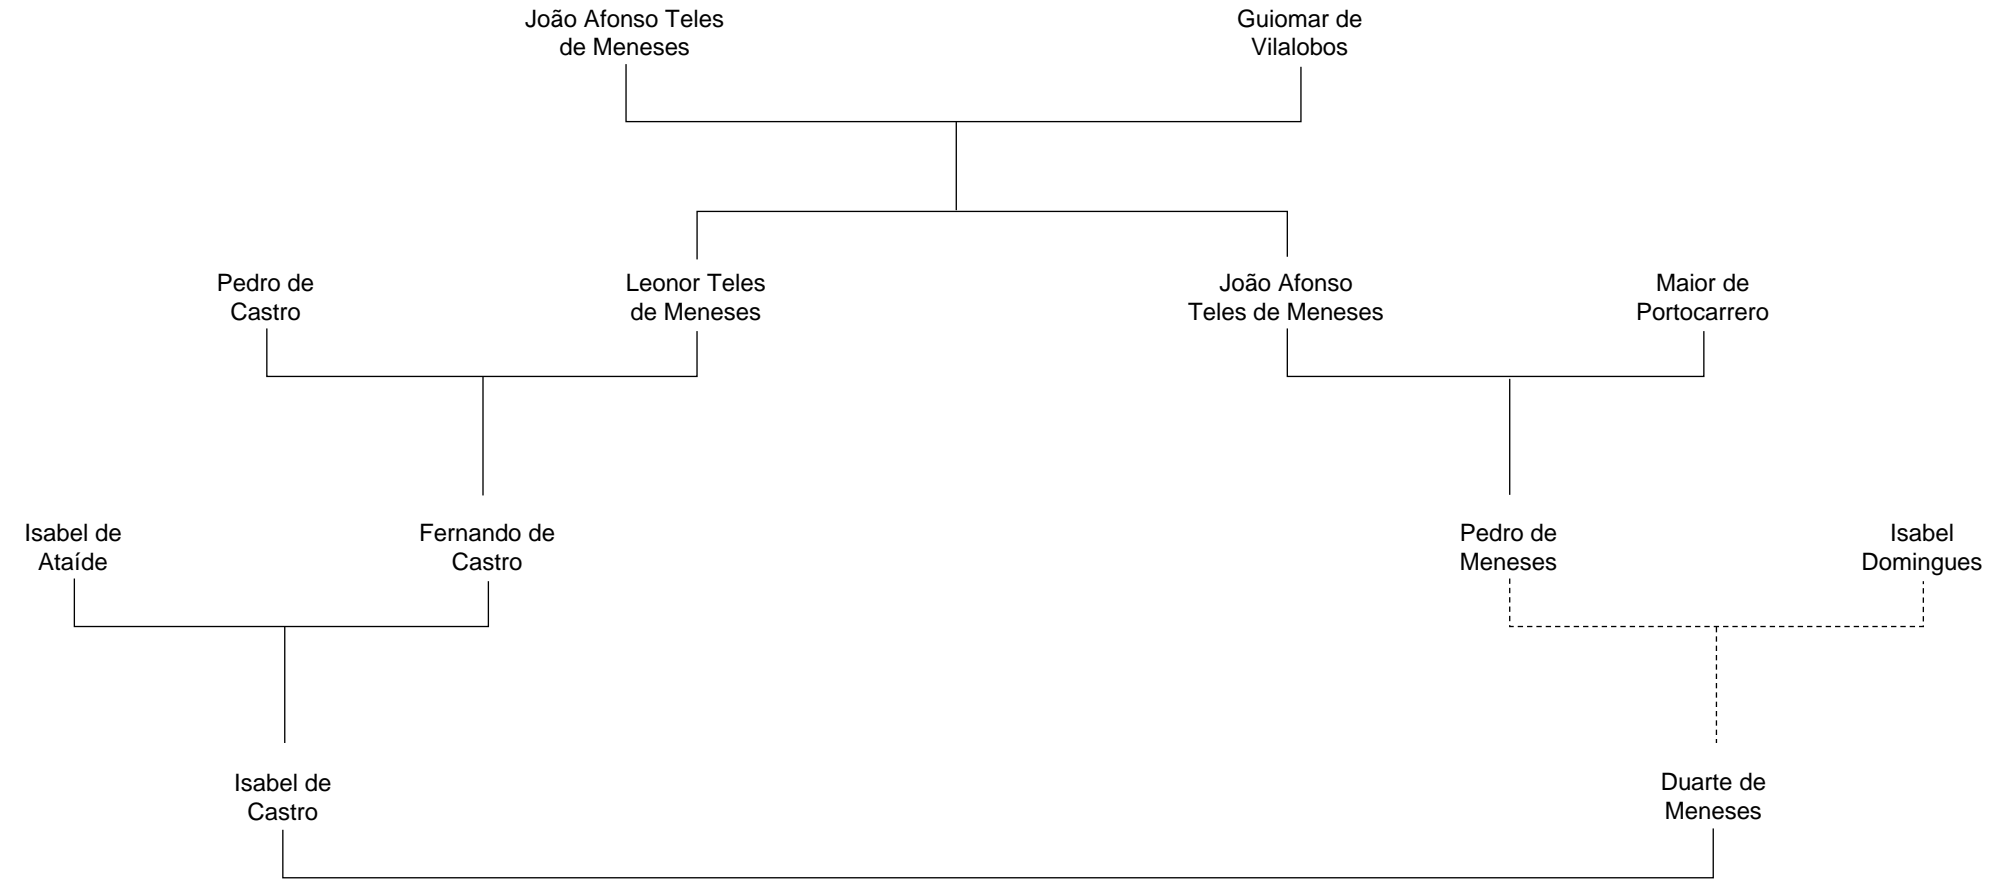 João Afonso Teles
de Meneses
Guiomar de
Vilalobos
Pedro de
Castro
Leonor Teles
de Meneses
João Afonso
Teles de Meneses
Maior de
Portocarrero
Isabel de
Ataíde
Fernando de
Castro
Pedro de
Meneses
Isabel
Domingues
Isabel de
Castro
Duarte de
Meneses